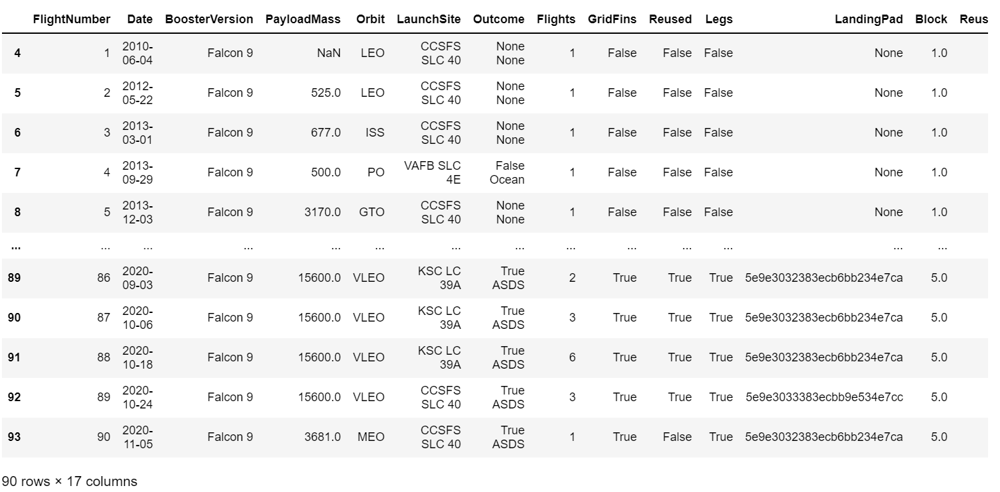 FlightNumber Date BoosterVersion PayloadMass Orbit LaunchSite Outcome Flights GridFins Reused Legs LandingPad Block Reus
4 1 2010-06-04 Falcon 9 NaN LEO CCSFS SLC 40 None None 1 False False False None 1.0
5 2 2012-05-22 Falcon 9 525.0 LEO CCSFS SLC 40 None None 1 False False False None 1.0
6 3 2013-03-01 Falcon 9 677.0 ISS CCSFS SLC 40 None None 1 False False False None 1.0
7 4 2013-09-29 Falcon 9 500.0 PO VAFB SLC 4E False Ocean 1 False False False None 1.0
8 5 2013-12-03 Falcon 9 3170.0 GTO CCSFS SLC 40 None None 1 False False False None 1.0
... ... ... ... ... ... ... ... ... ... ... ... ... ...
89 86 2020-09-03 Falcon 9 15600.0 VLEO KSC LC 39A True ASDS 2 True True True 5e9e3032383ecb6bb234e7ca 5.0
90 87 2020-10-06 Falcon 9 15600.0 VLEO KSC LC 39A True ASDS 3 True True True 5e9e3032383ecb6bb234e7ca 5.0
91 88 2020-10-18 Falcon 9 15600.0 VLEO KSC LC 39A True ASDS 6 True True True 5e9e3032383ecb6bb234e7ca 5.0
92 89 2020-10-24 Falcon 9 15600.0 VLEO CCSFS SLC 40 True ASDS 3 True True True 5e9e3033383ecbb9e534e7cc 5.0
93 90 2020-11-05 Falcon 9 3681.0 MEO CCSFS SLC 40 True ASDS 1 True False True 5e9e3032383ecb6bb234e7ca 5.0
90 rows × 17 columns